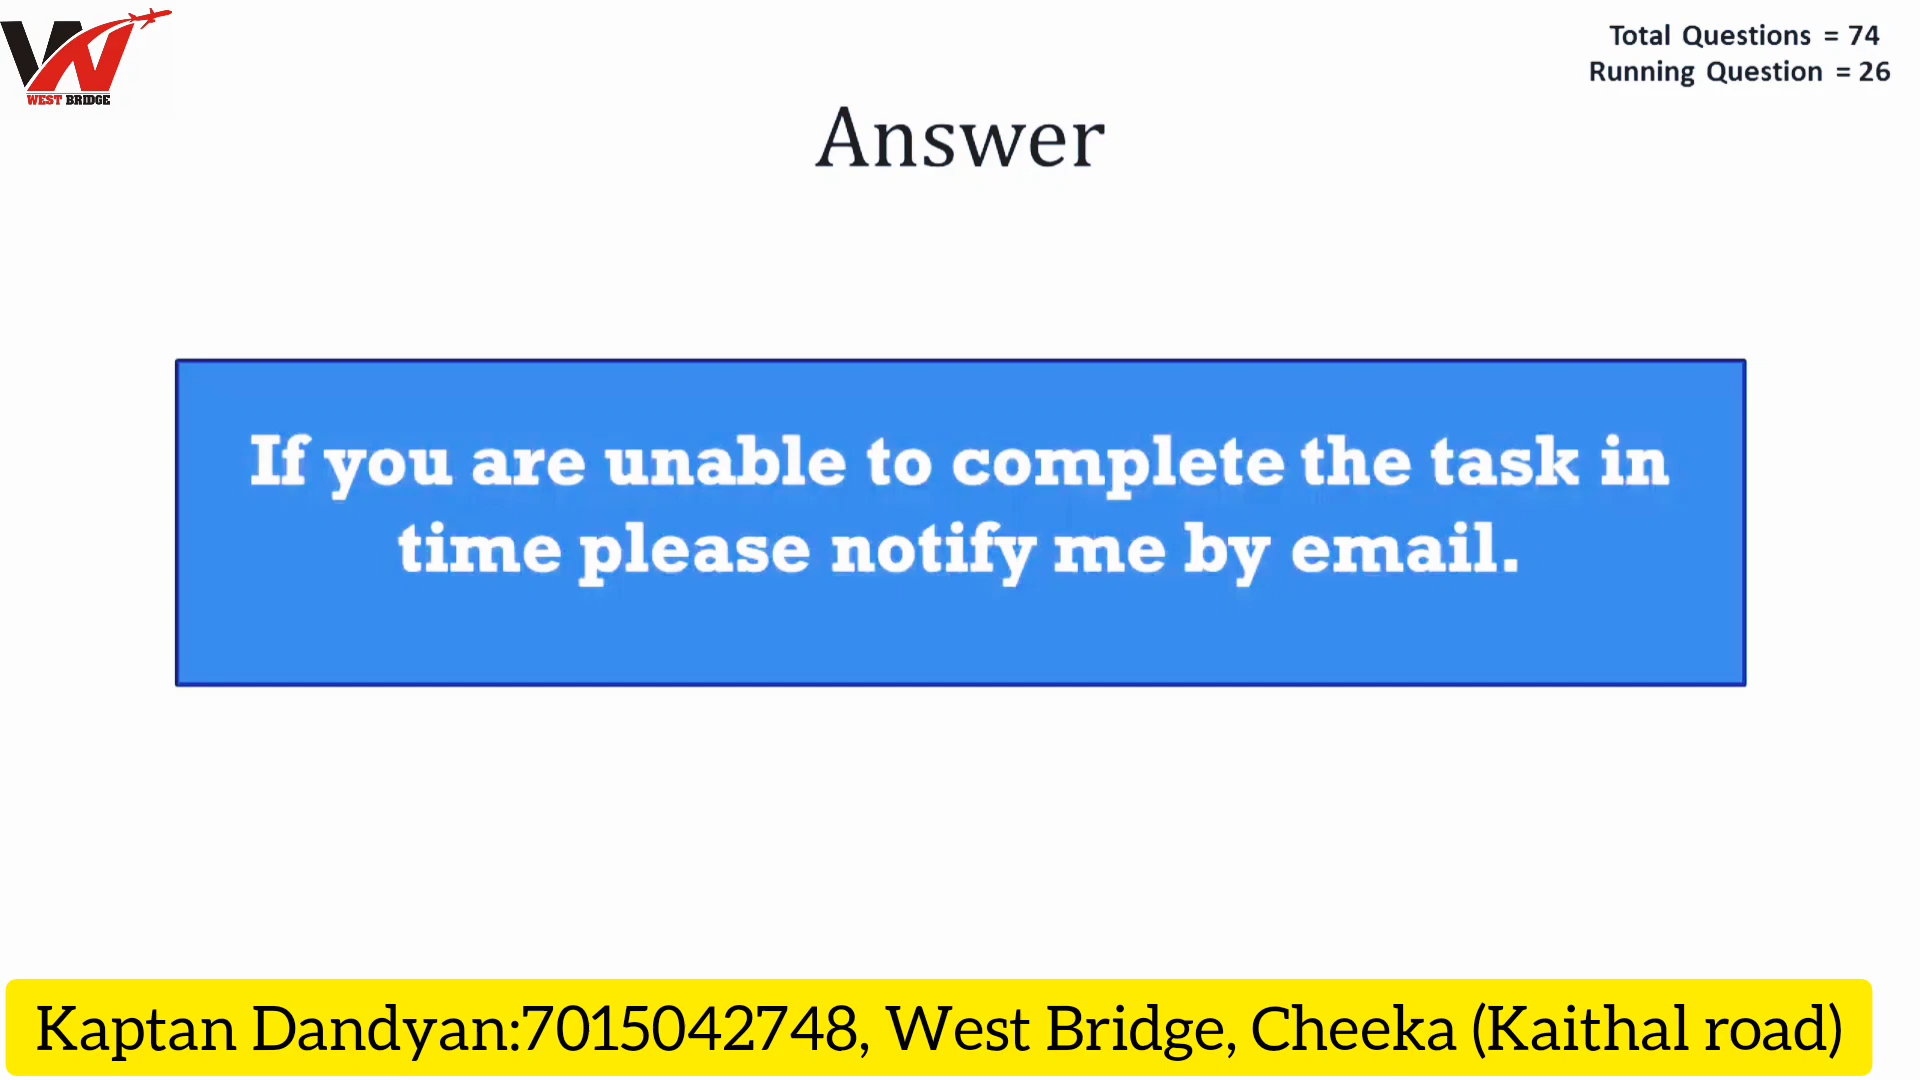 WEST BRIDGE
Total Questions = 74
Running Question = 26
Answer
If you are unable to complete the task in
time please notify me by email.
Kaptan Dandyan:7015042748, West Bridge, Cheeka (Kaithal road)